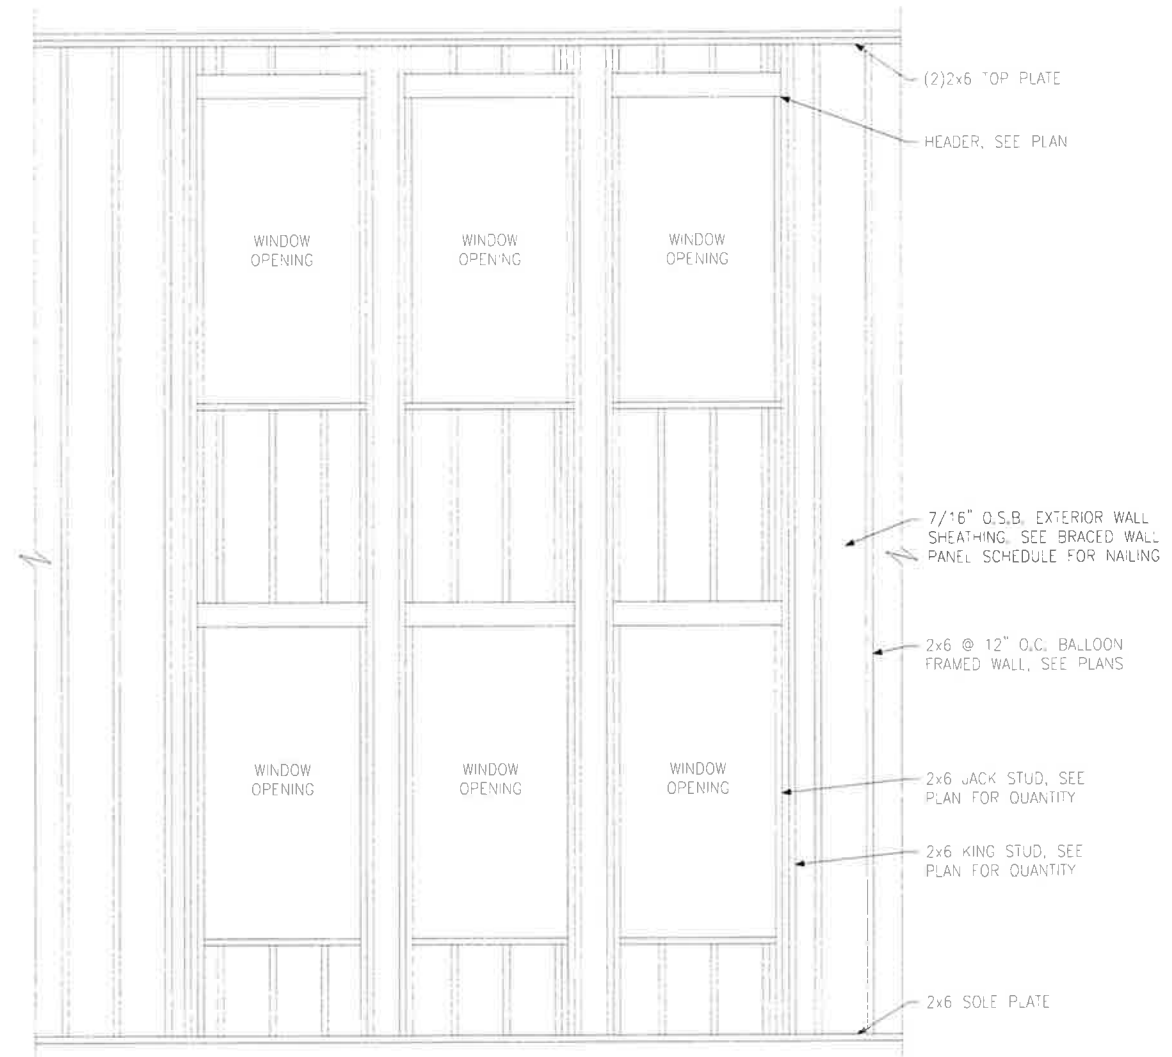 (2)2x6 TOP PLATE
HEADER, SEE PLAN
WINDOW
OPENING
WINDOW
OPENING
WINDOW
OPENING
7/16" O.S.B. EXTERIOR WALL
SHEATHING. SEE BRACED WALL
PANEL SCHEDULE FOR NAILING
2x6 @ 12" O.C. BALLOON
FRAMED WALL, SEE PLANS
WINDOW
OPENING
WINDOW
OPENING
WINDOW
OPENING
2x6 JACK STUD, SEE
PLAN FOR QUANTITY
2x6 KING STUD, SEE
PLAN FOR QUANTITY
2x6 SOLE PLATE